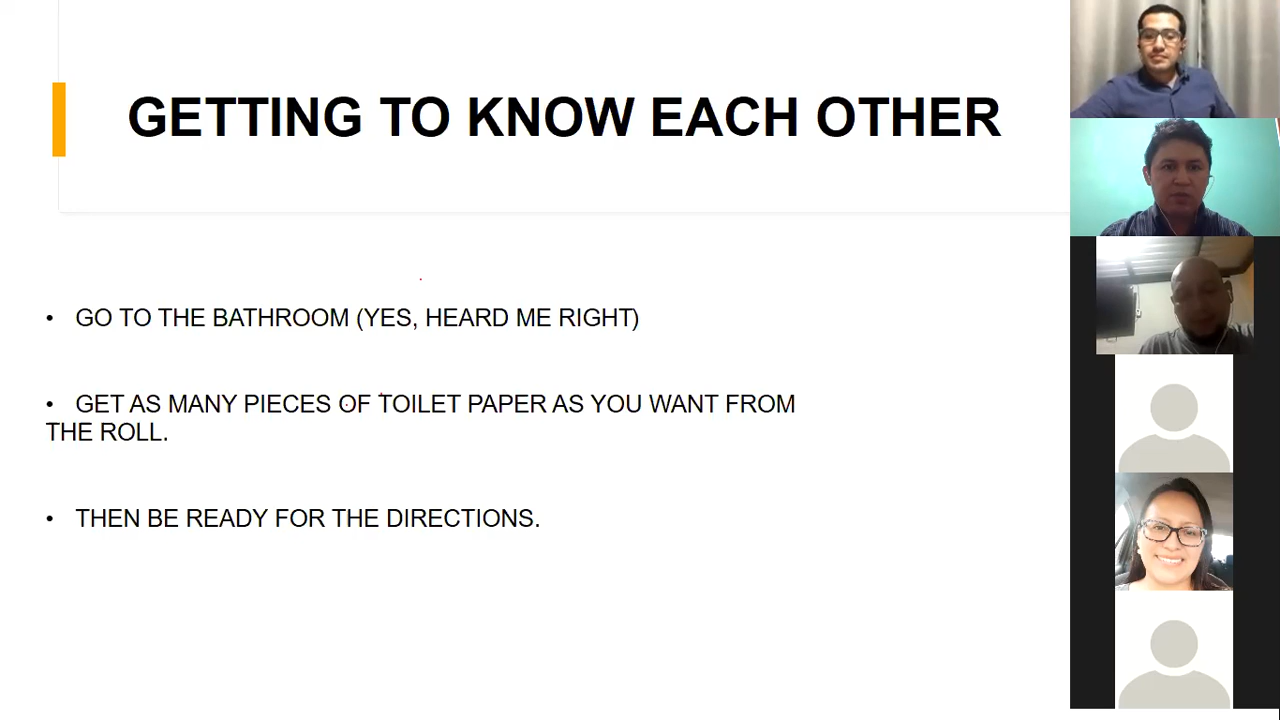 GETTING TO KNOW EACH OTHER
• GO TO THE BATHROOM (YES, HEARD ME RIGHT)
• GET AS MANY PIECES OF TOILET PAPER AS YOU WANT FROM
THE ROLL.
• THEN BE READY FOR THE DIRECTIONS.